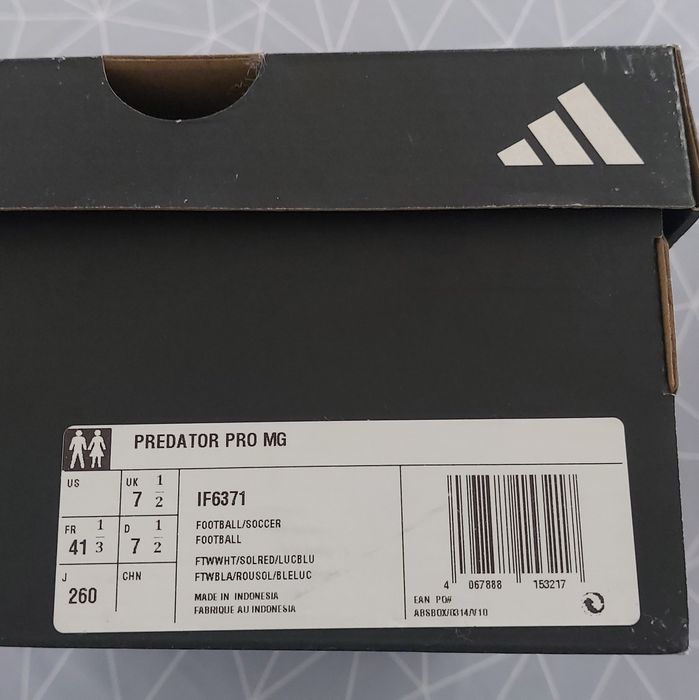 PREDATOR PRO MG
US
UK 7 1/2
FR 41 1/3
D 7 1/2
J 260
CHN
IF6371
FOOTBALL/SOCCER
FOOTBALL
FTWWHT/SOLRED/LUCBLU
FTWBLA/ROUSOL/BLELUC
MADE IN INDONESIA
FABRIQUE AU INDONESIA
4 067888 153217
EAN PO#
ABSBOX/0314/V10